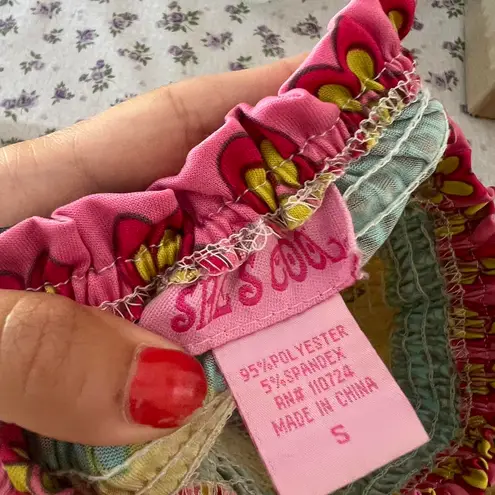 SHE'S COOL
95%POLYESTER
5%SPANDEX
RN# 110724
MADE IN CHINA
S